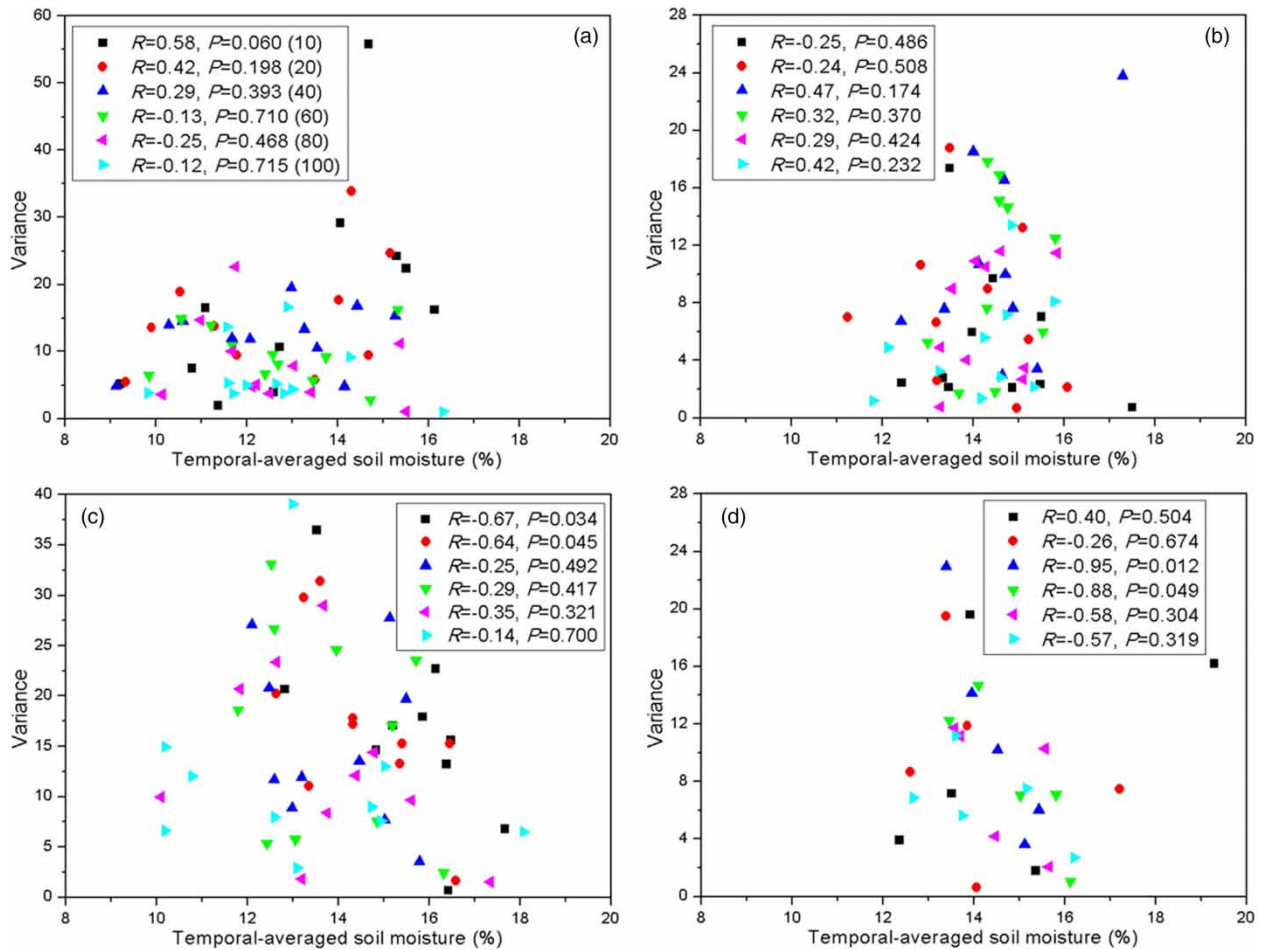 (a)
R=0.58, P=0.060 (10)
R=0.42, P=0.198 (20)
R=0.29, P=0.393 (40)
R=-0.13, P=0.710 (60)
R=-0.25, P=0.468 (80)
R=-0.12, P=0.715 (100)
60
50
40
30
20
10
0
Variance
8 10 12 14 16 18 20
Temporal-averaged soil moisture (%)
(b)
R=-0.25, P=0.486
R=-0.24, P=0.508
R=0.47, P=0.174
R=0.32, P=0.370
R=0.29, P=0.424
R=0.42, P=0.232
28
24
20
16
12
8
4
0
Variance
8 10 12 14 16 18 20
Temporal-averaged soil moisture (%)
(c)
R=-0.67, P=0.034
R=-0.64, P=0.045
R=-0.25, P=0.492
R=-0.29, P=0.417
R=-0.35, P=0.321
R=-0.14, P=0.700
40
35
30
25
20
15
10
5
0
Variance
8 10 12 14 16 18 20
Temporal-averaged soil moisture (%)
(d)
R=0.40, P=0.504
R=-0.26, P=0.674
R=-0.95, P=0.012
R=-0.88, P=0.049
R=-0.58, P=0.304
R=-0.57, P=0.319
28
24
20
16
12
8
4
0
Variance
8 10 12 14 16 18 20
Temporal-averaged soil moisture (%)